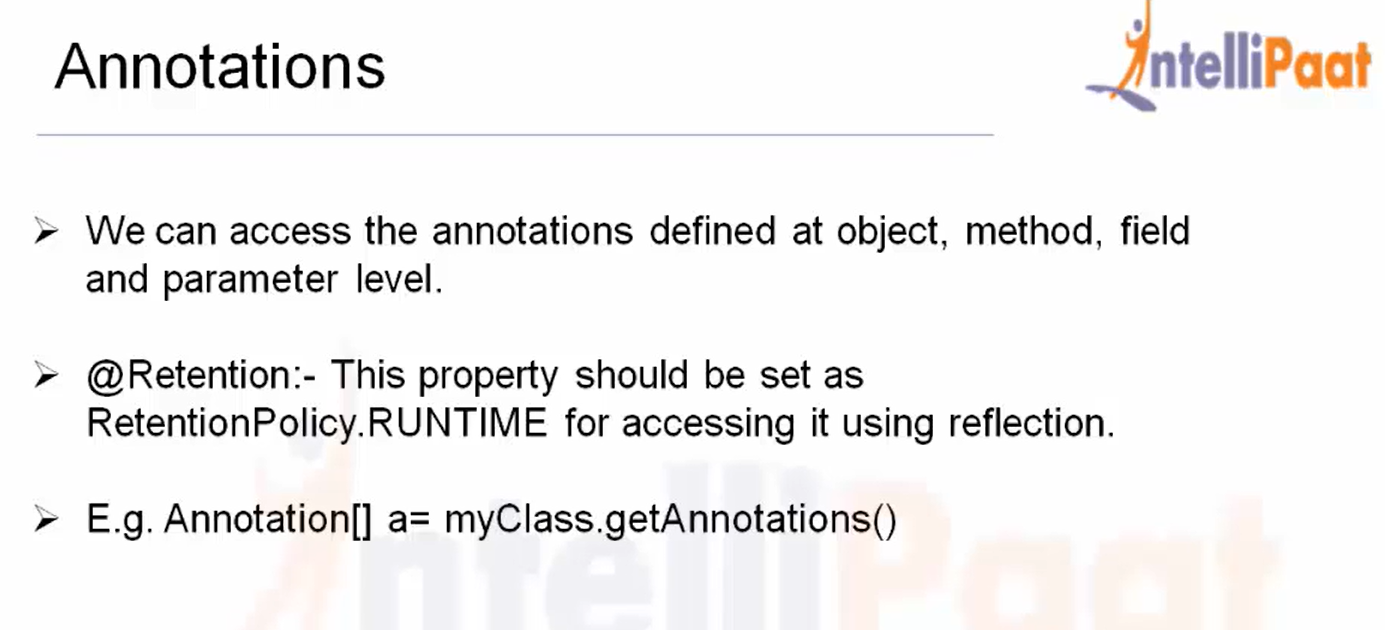 Annotations
IntelliPaat
➢ We can access the annotations defined at object, method, field
and parameter level.
➢ @Retention:- This property should be set as
RetentionPolicy.RUNTIME for accessing it using reflection.
➢ E.g. Annotation[] a= myClass.getAnnotations()
IntelliPaat